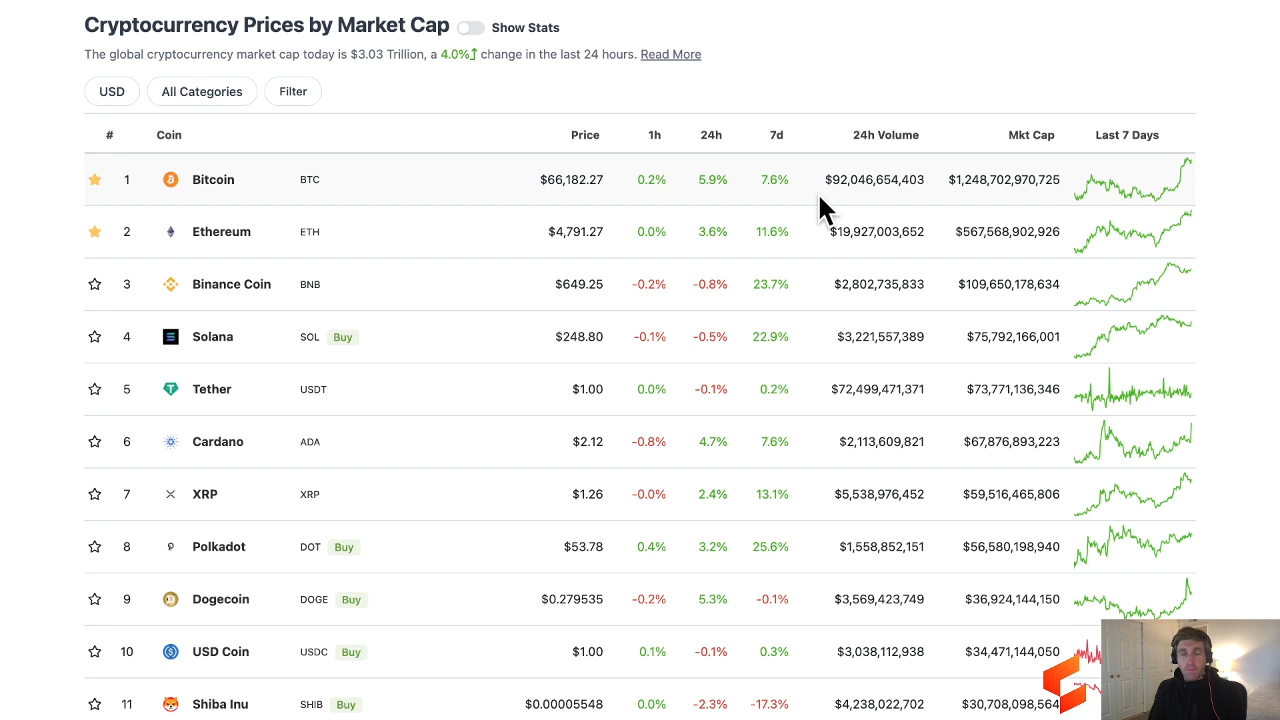 Cryptocurrency Prices by Market Cap Show Stats
The global cryptocurrency market cap today is $3.03 Trillion, a 4.0% change in the last 24 hours. Read More
USD All Categories Filter
# Coin Price 1h 24h 7d 24h Volume Mkt Cap Last 7 Days
1 Bitcoin BTC $66,182.27 0.2% 5.9% 7.6% $92,046,654,403 $1,248,702,970,725
2 Ethereum ETH $4,791.27 0.0% 3.6% 11.6% $19,927,003,652 $567,568,902,926
3 Binance Coin BNB $649.25 -0.2% -0.8% 23.7% $2,802,735,833 $109,650,178,634
4 Solana SOL Buy $248.80 -0.1% -0.5% 22.9% $3,221,557,389 $75,792,166,001
5 Tether USDT $1.00 0.0% -0.1% 0.2% $72,499,471,371 $73,771,136,346
6 Cardano ADA $2.12 -0.8% 4.7% 7.6% $2,113,609,821 $67,876,893,223
7 XRP XRP $1.26 -0.0% 2.4% 13.1% $5,538,976,452 $59,516,465,806
8 Polkadot DOT Buy $53.78 0.4% 3.2% 25.6% $1,558,852,151 $56,580,198,940
9 Dogecoin DOGE Buy $0.279535 -0.2% 5.3% -0.1% $3,569,423,749 $36,924,144,150
10 USD Coin USDC Buy $1.00 0.1% -0.1% 0.3% $3,038,112,938 $34,471,144,050
11 Shiba Inu SHIB Buy $0.00005548 0.0% -2.3% -17.3% $4,238,022,702 $30,708,098,564